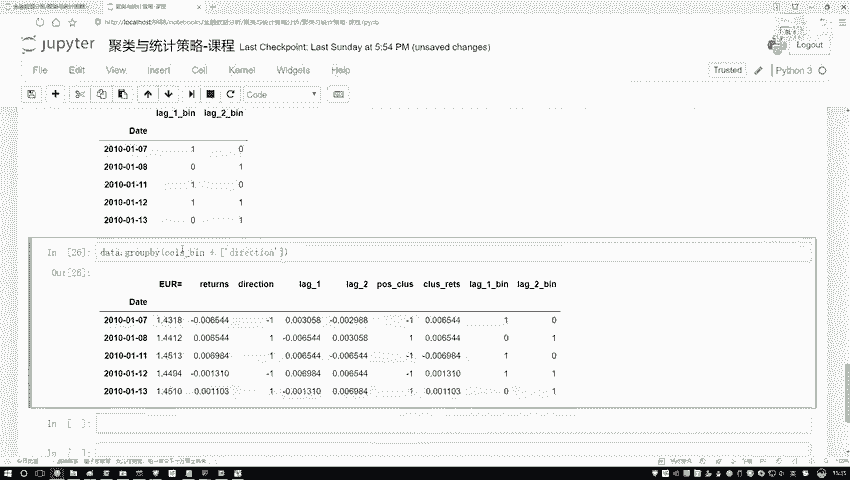 jupyter 聚类与统计策略-课程 Last Checkpoint: Last Sunday at 5:54 PM (unsaved changes)
Logout
File Edit View Insert Cell Kernel Widgets Help
Trusted Python 3
Code
lag_1_bin lag_2_bin
Date
2010-01-07 1 0
2010-01-08 0 1
2010-01-11 1 0
2010-01-12 1 1
2010-01-13 0 1
In [26]: data.groupby(cols_bin + ['direction'])
Out[26]:
EUR= returns direction lag_1 lag_2 pos_clus clus_rets lag_1_bin lag_2_bin
Date
2010-01-07 1.4318 -0.006544 -1 0.003058 -0.002988 -1 0.006544 1 0
2010-01-08 1.4412 0.006544 1 -0.006544 0.003058 1 0.006544 0 1
2010-01-11 1.4513 0.006984 1 0.006544 -0.006544 -1 -0.006984 1 0
2010-01-12 1.4494 -0.001310 -1 0.006984 0.006544 -1 0.001310 1 1
2010-01-13 1.4510 0.001103 1 -0.001310 0.006984 1 0.001103 0 1
In [ ]:
In [ ]: